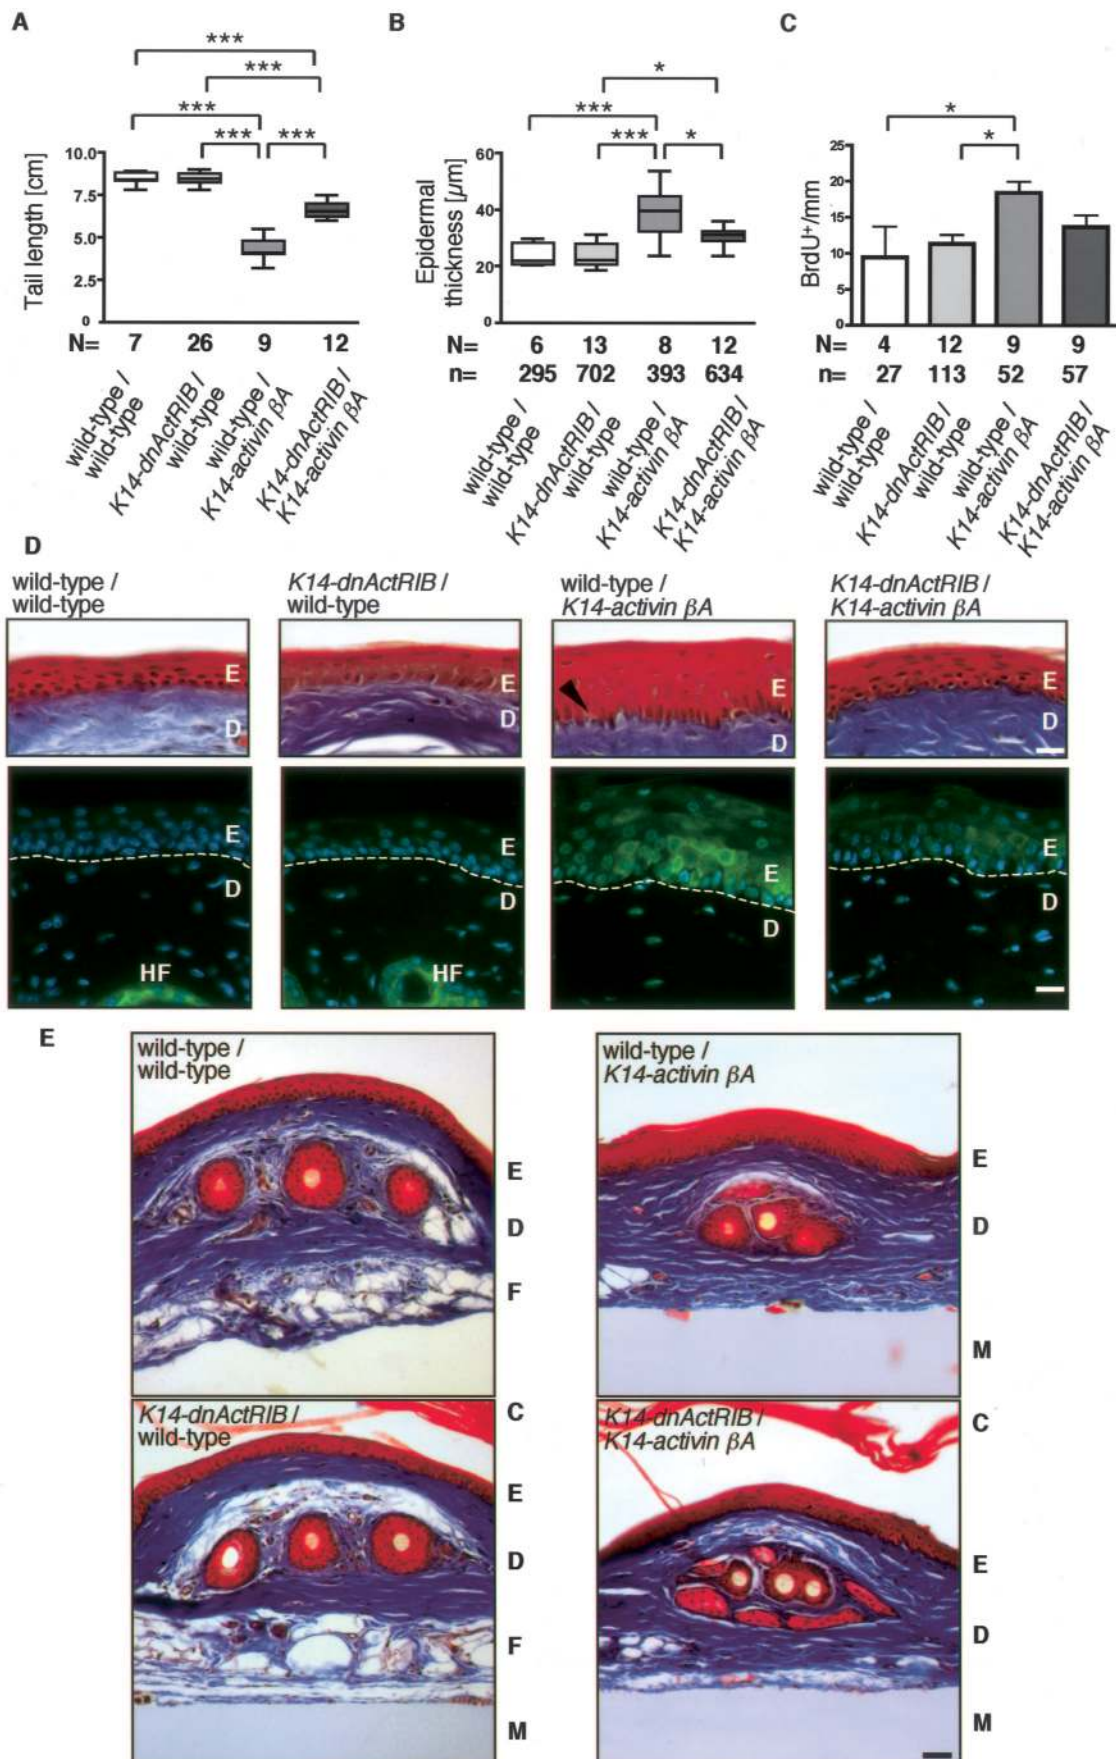 A
***
***
***
***
***
Tail length [cm]
10.0
7.5
5.0
2.5
0
N= 7 26 9 12
wild-type /
wild-type
K14-dnActRIB /
wild-type
wild-type /
K14-activin βA
K14-dnActRIB /
K14-activin βA
B
*
***
***
*
Epidermal
thickness [μm]
60
40
20
0
N= 6 13 8 12
n= 295 702 393 634
wild-type /
wild-type
K14-dnActRIB /
wild-type
wild-type /
K14-activin βA
K14-dnActRIB /
K14-activin βA
C
*
*
BrdU⁺/mm
25
20
15
10
5
0
N= 4 12 9 9
n= 27 113 52 57
wild-type /
wild-type
K14-dnActRIB /
wild-type
wild-type /
K14-activin βA
K14-dnActRIB /
K14-activin βA
D
wild-type /
wild-type
E
D
K14-dnActRIB /
wild-type
E
D
wild-type /
K14-activin βA
E
D
K14-dnActRIB /
K14-activin βA
E
D
E
D
HF
E
D
HF
E
D
E
D
E
wild-type /
wild-type
E
D
F
wild-type /
K14-activin βA
E
D
M
K14-dnActRIB /
wild-type
C
E
D
F
M
K14-dnActRIB /
K14-activin βA
C
E
D
M